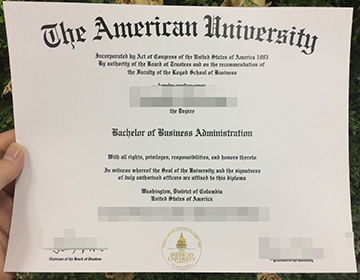 The American University
Incorporated by Act of Congress of the United States of America 1893
By authority of the Board of Trustees and on the recommendation of
the Faculty of the Kogod School of Business
the Degree
Bachelor of Business Administration
With all rights, privileges, responsibilities, and honors thereto
In witness whereof the Seal of the University and the signatures
of duly authorized officers are affixed to this diploma
Washington, District of Columbia
United States of America
Chairman of the Board of Trustees
AMERICAN
UNIVERSITY